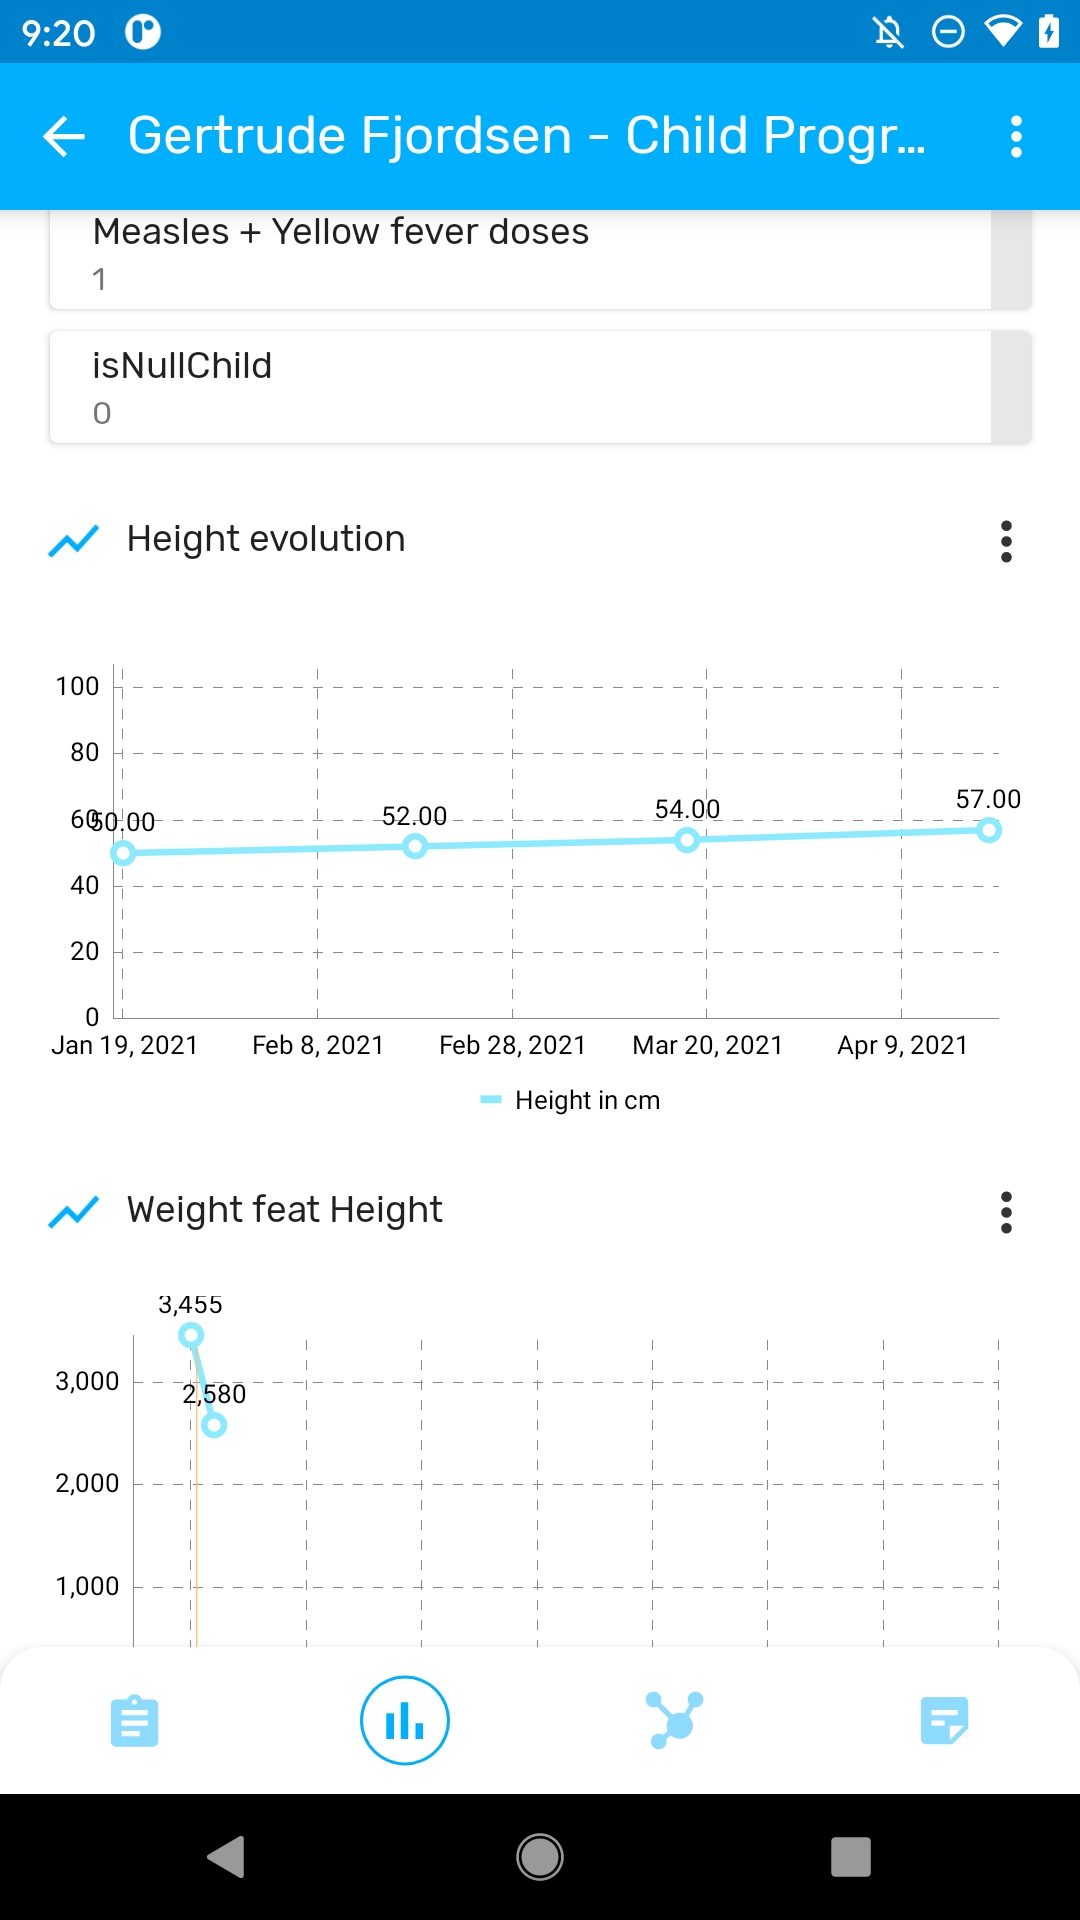 9:20
Gertrude Fjordsen - Child Progr...
Measles + Yellow fever doses
1
isNullChild
0
Height evolution
100
80
60
40
20
0
50.00
52.00
54.00
57.00
Jan 19, 2021
Feb 8, 2021
Feb 28, 2021
Mar 20, 2021
Apr 9, 2021
Height in cm
Weight feat Height
3,455
3,000
2,580
2,000
1,000